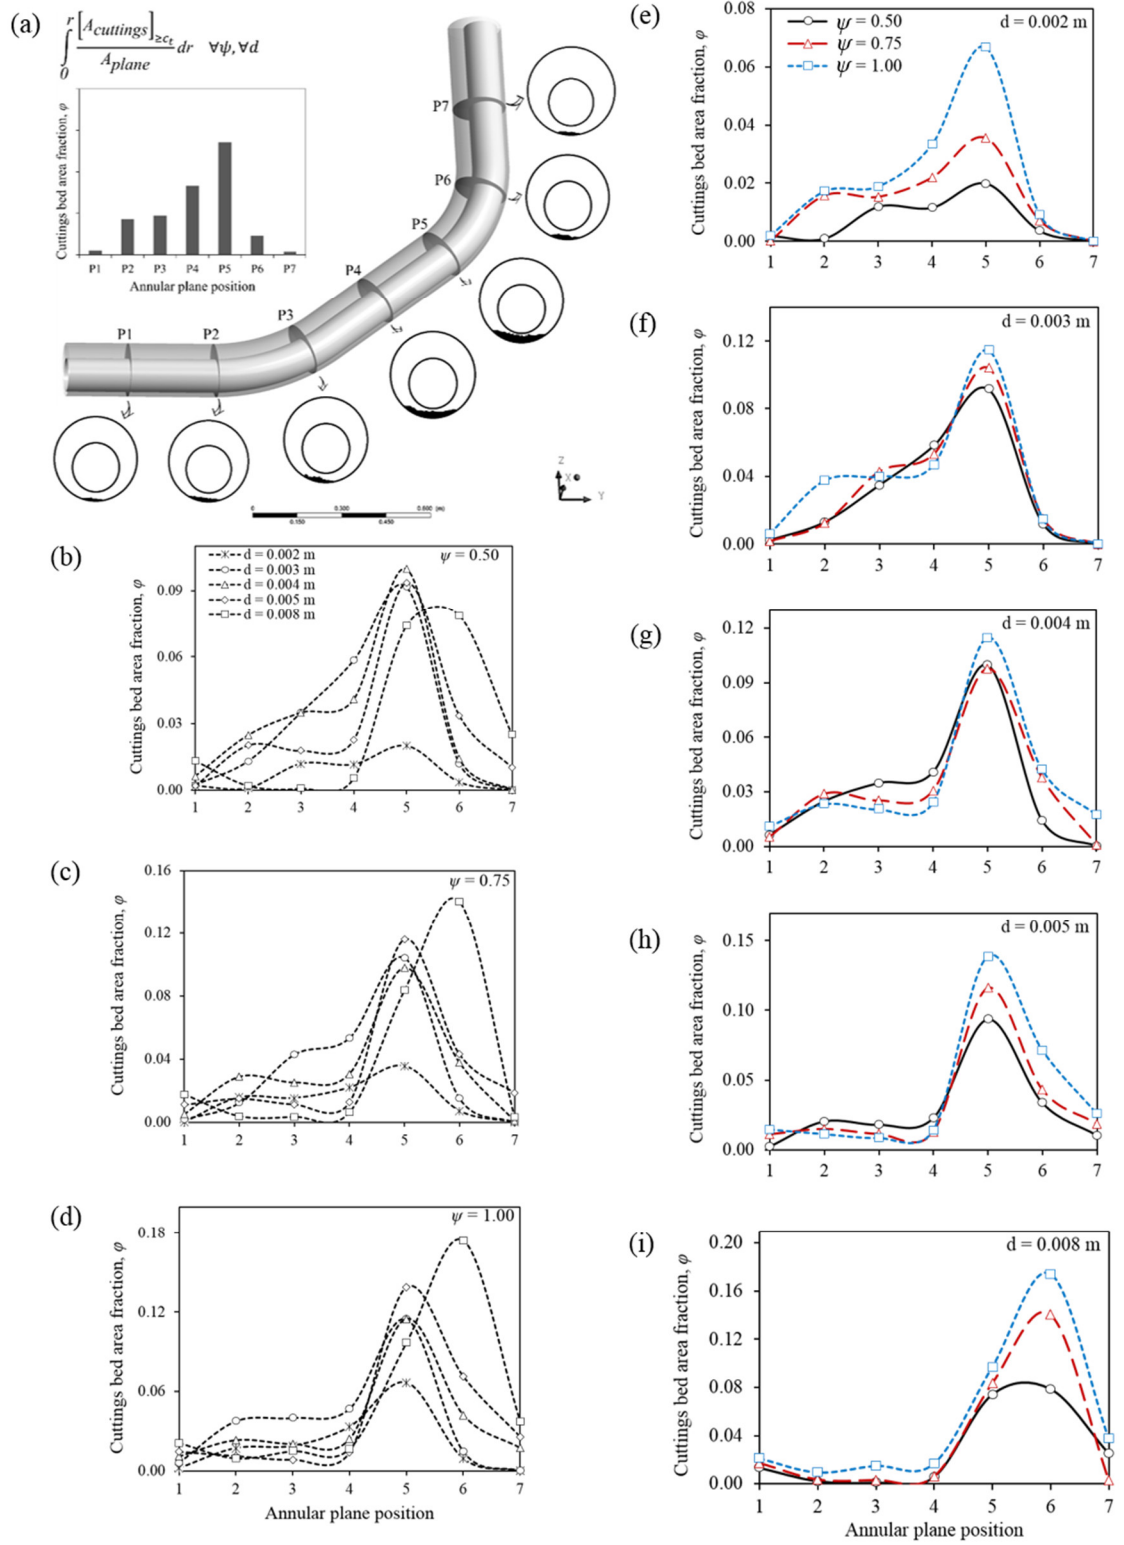 (a)
∫ r 0 [A_cuttings]≥c_t / A_plane dr ∀ψ,∀d
Cuttings bed area fraction, φ
P1 P2 P3 P4 P5 P6 P7
Annular plane position
P1
P2
P3
P4
P5
P6
P7
0 0.300 0.600 (m)
0.150 0.450
Z
X
Y
(b)
ψ = 0.50
d = 0.002 m
d = 0.003 m
d = 0.004 m
d = 0.005 m
d = 0.008 m
Cuttings bed area fraction, φ
0.09
0.06
0.03
0.00
1 2 3 4 5 6 7
(c)
ψ = 0.75
Cuttings bed area fraction, φ
0.16
0.12
0.08
0.04
0.00
1 2 3 4 5 6 7
(d)
ψ = 1.00
Cuttings bed area fraction, φ
0.18
0.12
0.06
0.00
1 2 3 4 5 6 7
Annular plane position
(e)
d = 0.002 m
ψ = 0.50
ψ = 0.75
ψ = 1.00
Cuttings bed area fraction, φ
0.08
0.06
0.04
0.02
0.00
1 2 3 4 5 6 7
(f)
d = 0.003 m
Cuttings bed area fraction, φ
0.12
0.08
0.04
0.00
1 2 3 4 5 6 7
(g)
d = 0.004 m
Cuttings bed area fraction, φ
0.12
0.09
0.06
0.03
0.00
1 2 3 4 5 6 7
(h)
d = 0.005 m
Cuttings bed area fraction, φ
0.15
0.10
0.05
0.00
1 2 3 4 5 6 7
(i)
d = 0.008 m
Cuttings bed area fraction, φ
0.20
0.16
0.12
0.08
0.04
0.00
1 2 3 4 5 6 7
Annular plane position